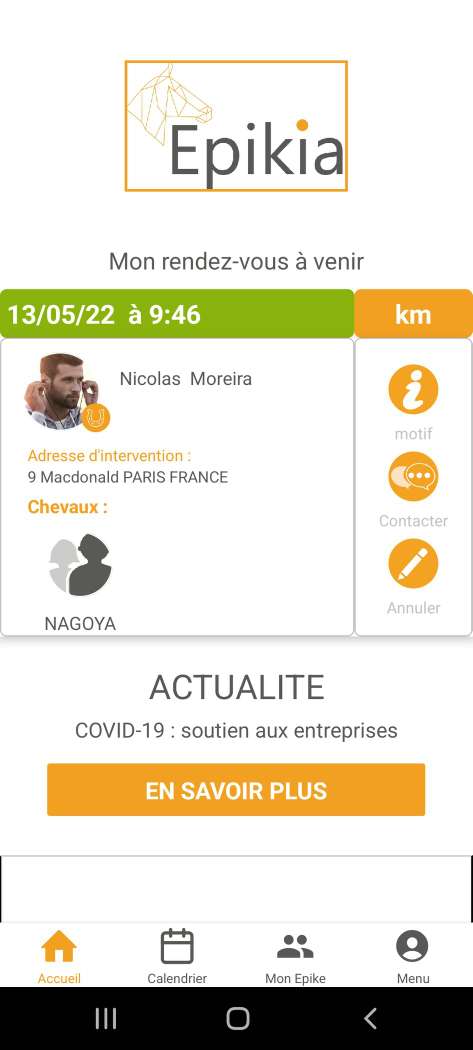 Epikia
Mon rendez-vous à venir
13/05/22 à 9:46
km
Nicolas Moreira
motif
Adresse d'intervention :
9 Macdonald PARIS FRANCE
Chevaux :
Contacter
Annuler
NAGOYA
ACTUALITE
COVID-19 : soutien aux entreprises
EN SAVOIR PLUS
Accueil
Calendrier
Mon Epike
Menu